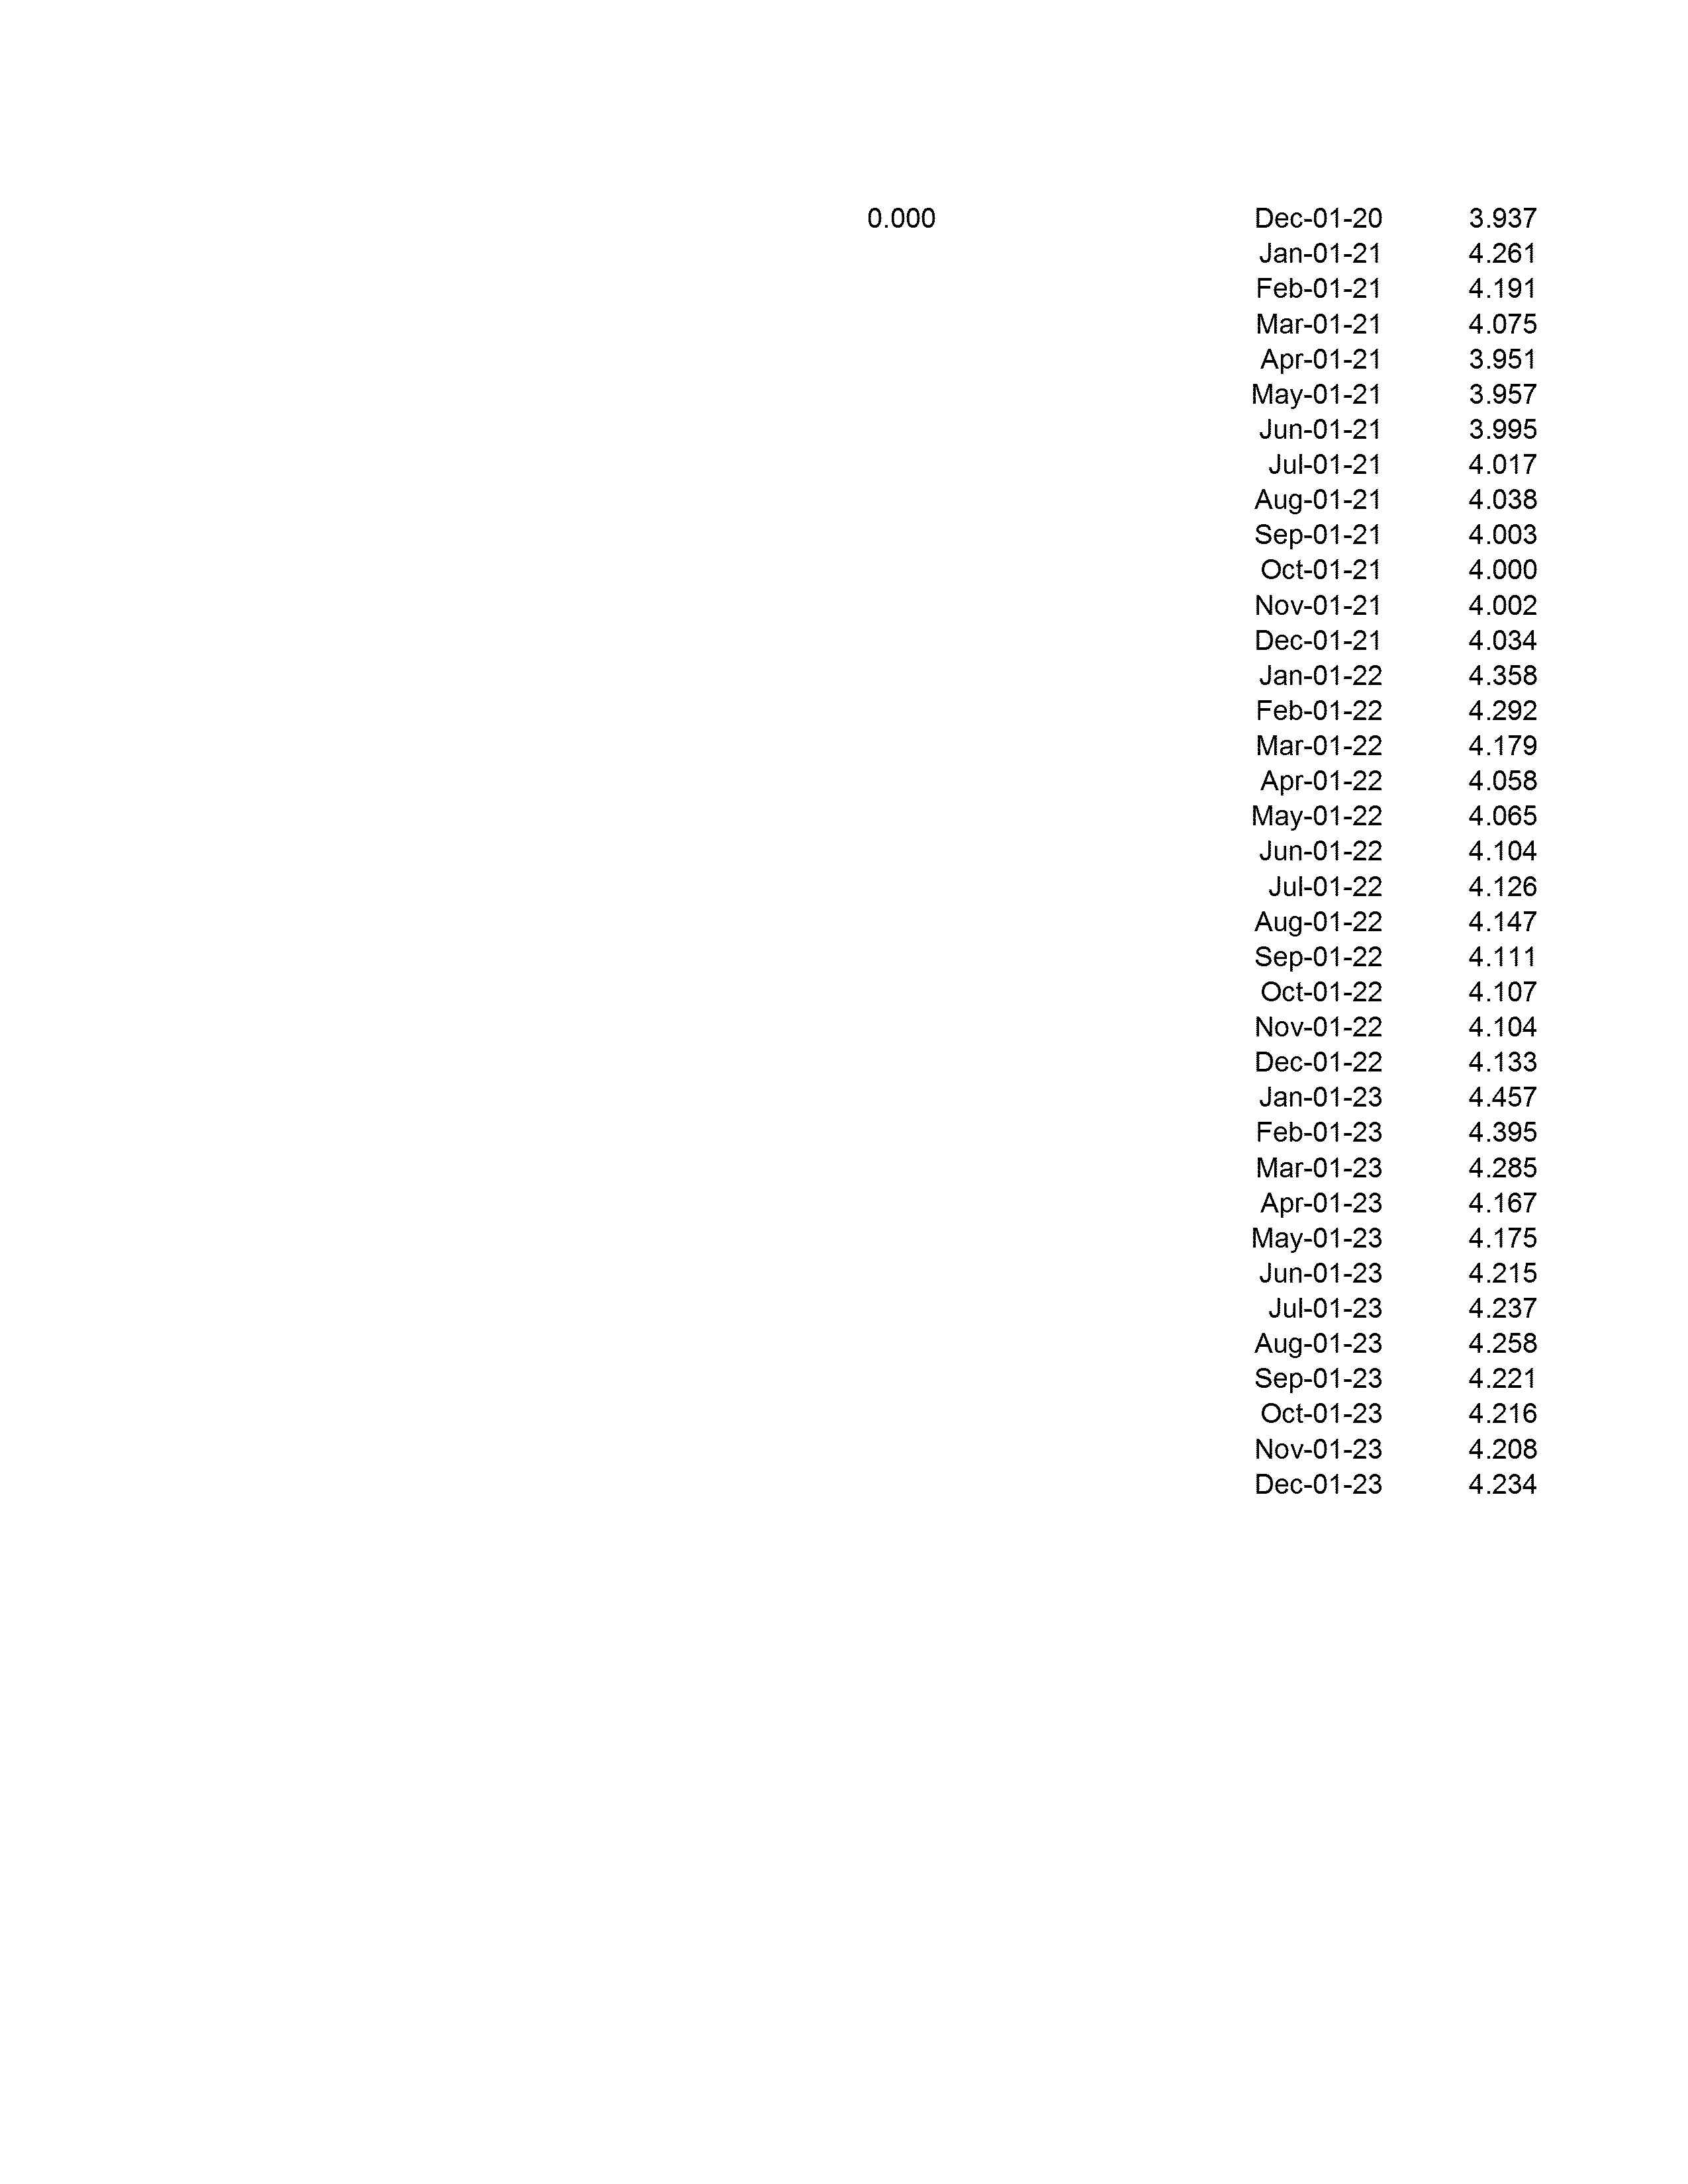 0.000 Dec-01-20 3.937
Jan-01-21 4.261
Feb-01-21 4.191
Mar-01-21 4.075
Apr-01-21 3.951
May-01-21 3.957
Jun-01-21 3.995
Jul-01-21 4.017
Aug-01-21 4.038
Sep-01-21 4.003
Oct-01-21 4.000
Nov-01-21 4.002
Dec-01-21 4.034
Jan-01-22 4.358
Feb-01-22 4.292
Mar-01-22 4.179
Apr-01-22 4.058
May-01-22 4.065
Jun-01-22 4.104
Jul-01-22 4.126
Aug-01-22 4.147
Sep-01-22 4.111
Oct-01-22 4.107
Nov-01-22 4.104
Dec-01-22 4.133
Jan-01-23 4.457
Feb-01-23 4.395
Mar-01-23 4.285
Apr-01-23 4.167
May-01-23 4.175
Jun-01-23 4.215
Jul-01-23 4.237
Aug-01-23 4.258
Sep-01-23 4.221
Oct-01-23 4.216
Nov-01-23 4.208
Dec-01-23 4.234